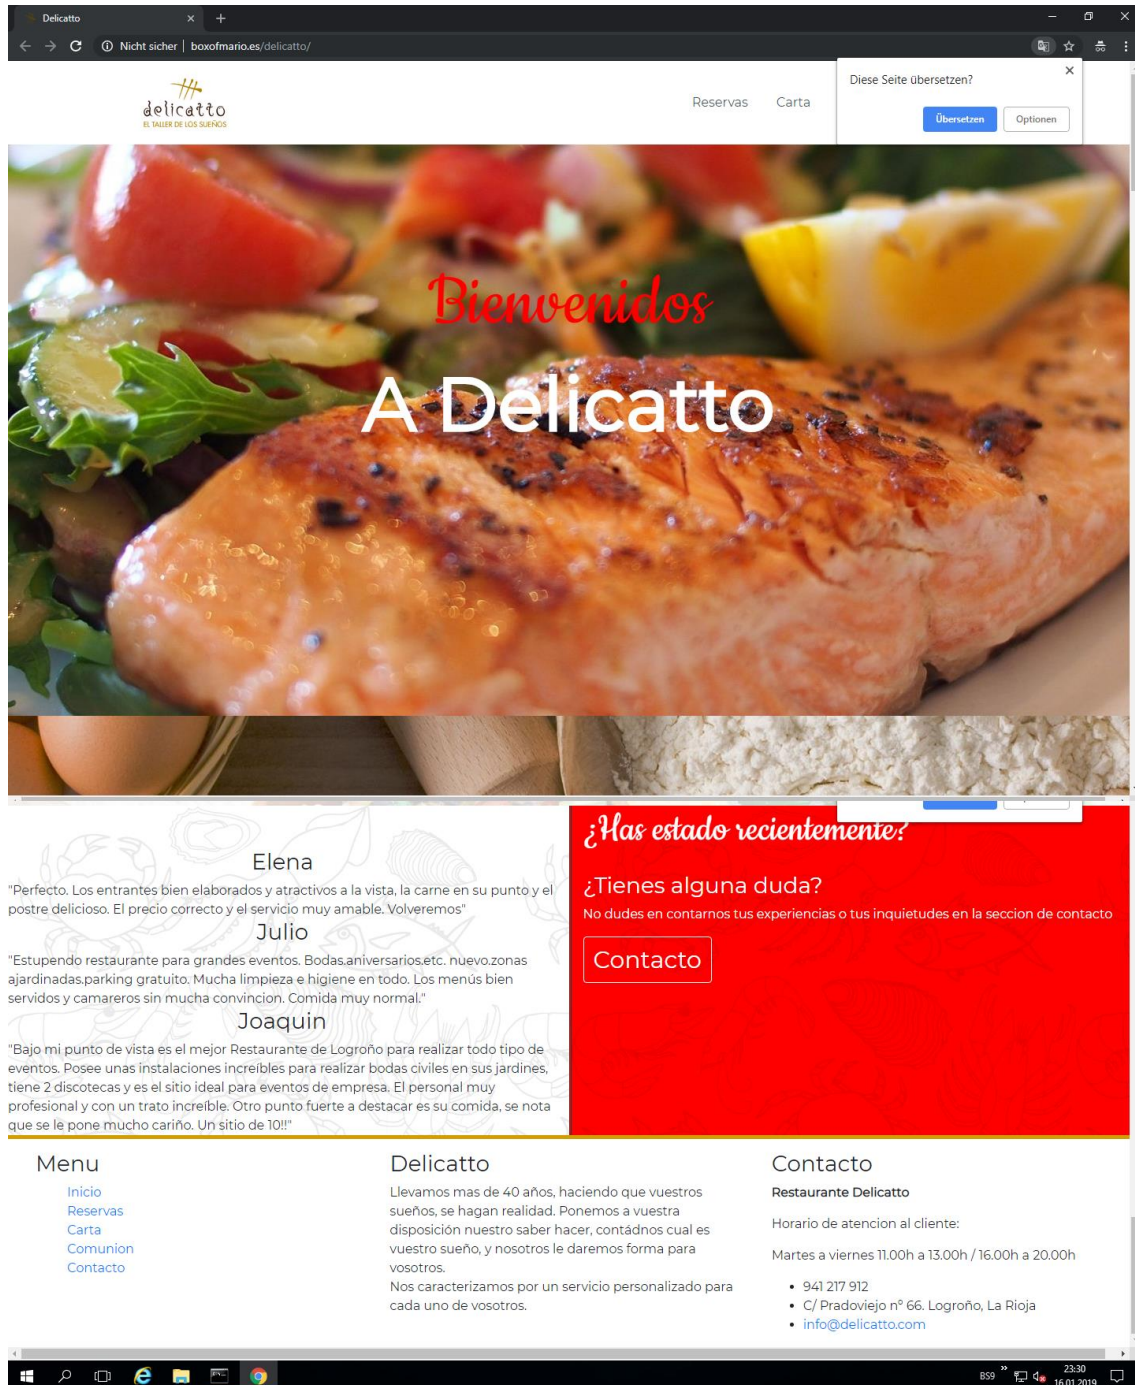 Delicatto
Nicht sicher | boxofmario.es/delicatto/
Diese Seite übersetzen?
Übersetzen Optionen
delicatto
EL TALLER DE LOS SUEÑOS
Reservas Carta
Bienvenidos
A Delicatto
Elena
"Perfecto. Los entrantes bien elaborados y atractivos a la vista, la carne en su punto y el
postre delicioso. El precio correcto y el servicio muy amable. Volveremos"
Julio
"Estupendo restaurante para grandes eventos. Bodas.aniversarios.etc. nuevo.zonas
ajardinadas.parking gratuito. Mucha limpieza e higiene en todo. Los menús bien
servidos y camareros sin mucha convincion. Comida muy normal."
Joaquin
"Bajo mi punto de vista es el mejor Restaurante de Logroño para realizar todo tipo de
eventos. Posee unas instalaciones increíbles para realizar bodas civiles en sus jardines,
tiene 2 discotecas y es el sitio ideal para eventos de empresa. El personal muy
profesional y con un trato increíble. Otro punto fuerte a destacar es su comida, se nota
que se le pone mucho cariño. Un sitio de 10!!"
¿Has estado recientemente?
¿Tienes alguna duda?
No dudes en contarnos tus experiencias o tus inquietudes en la seccion de contacto
Contacto
Menu
Inicio
Reservas
Carta
Comunion
Contacto
Delicatto
Llevamos mas de 40 años, haciendo que vuestros
sueños, se hagan realidad. Ponemos a vuestra
disposición nuestro saber hacer, contádnos cual es
vuestro sueño, y nosotros le daremos forma para
vosotros.
Nos caracterizamos por un servicio personalizado para
cada uno de vosotros.
Contacto
Restaurante Delicatto
Horario de atencion al cliente:
Martes a viernes 11.00h a 13.00h / 16.00h a 20.00h
• 941 217 912
• C/ Pradoviejo nº 66. Logroño, La Rioja
• info@delicatto.com
BS9 23:30
16.01.2019